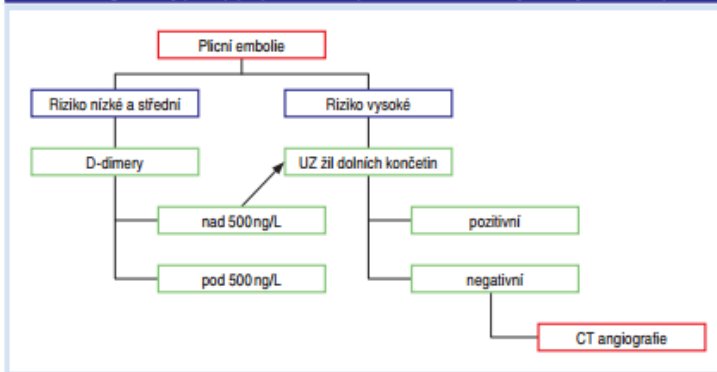 Plicní embolie
Riziko nízké a střední
Riziko vysoké
D-dimery
UZ žil dolních končetin
nad 500 ng/L
pozitivní
pod 500 ng/L
negativní
CT angiografie